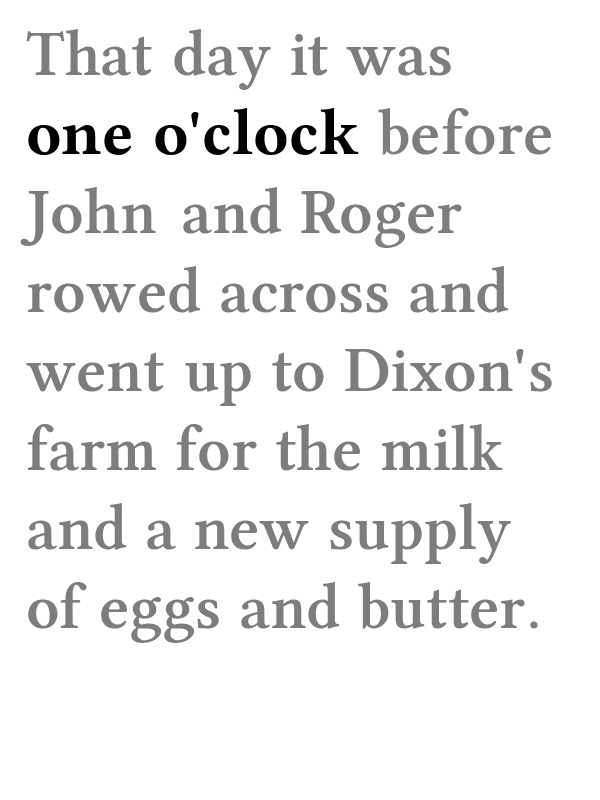 That day it was
one o'clock before
John and Roger
rowed across and
went up to Dixon's
farm for the milk
and a new supply
of eggs and butter.